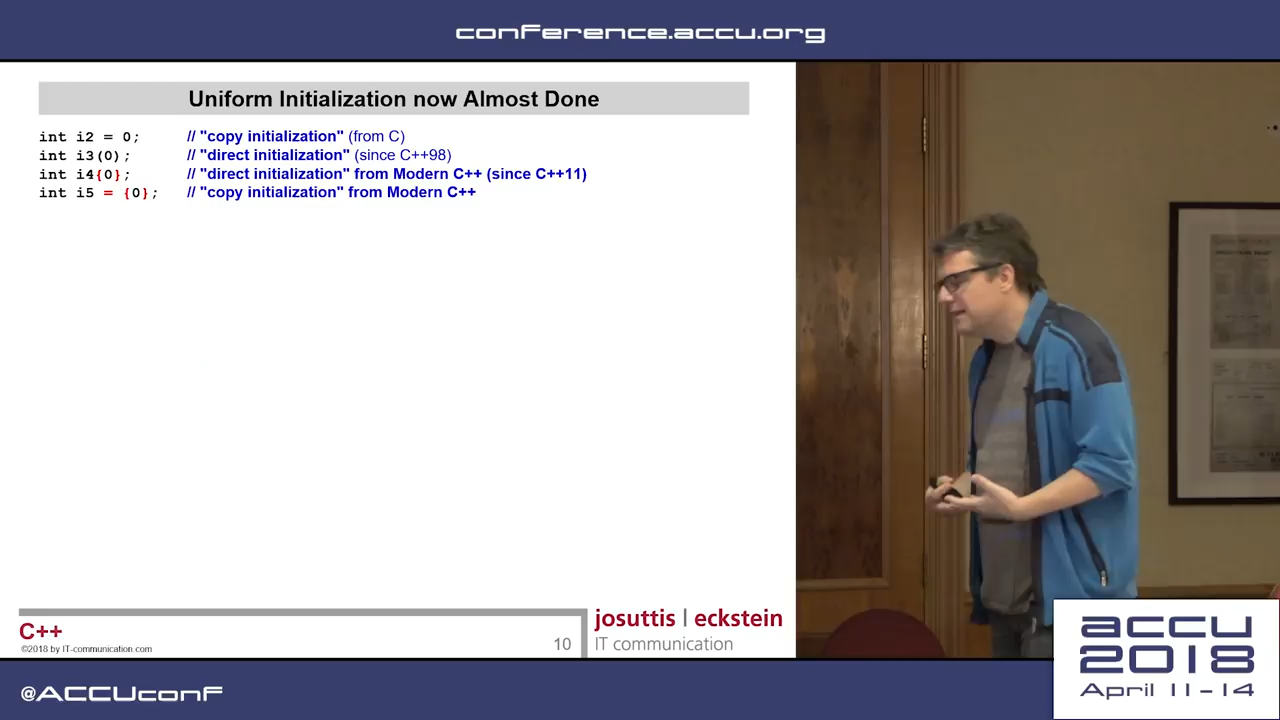 conference.accu.org
Uniform Initialization now Almost Done
int i2 = 0; // "copy initialization" (from C)
int i3(0); // "direct initialization" (since C++98)
int i4{0}; // "direct initialization" from Modern C++ (since C++11)
int i5 = {0}; // "copy initialization" from Modern C++
C++
©2018 by IT-communication.com
10
josuttis | eckstein
IT communication
@ACCUconf
accu
2018
April 11-14